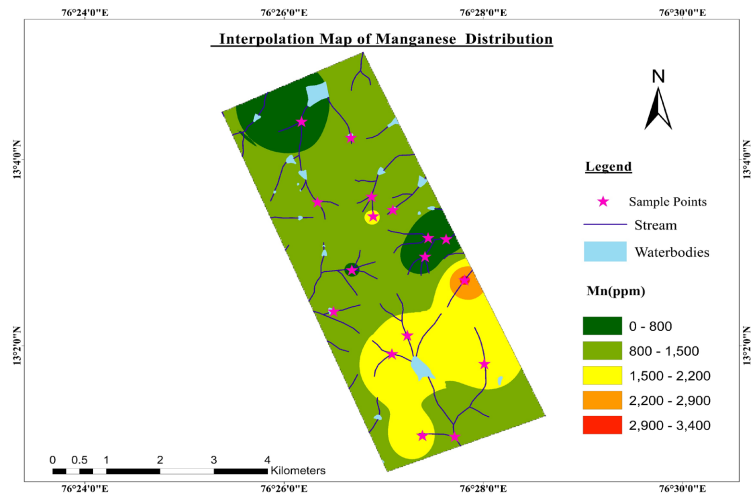 76°24'0"E 76°26'0"E 76°28'0"E 76°30'0"E
Interpolation Map of Manganese Distribution
N
13°4'0"N 13°4'0"N
Legend
Sample Points
Stream
Waterbodies
Mn(ppm)
0 - 800
800 - 1,500
13°2'0"N 13°2'0"N
1,500 - 2,200
2,200 - 2,900
2,900 - 3,400
0 0.5 1 2 3 4
Kilometers
76°24'0"E 76°26'0"E 76°28'0"E 76°30'0"E